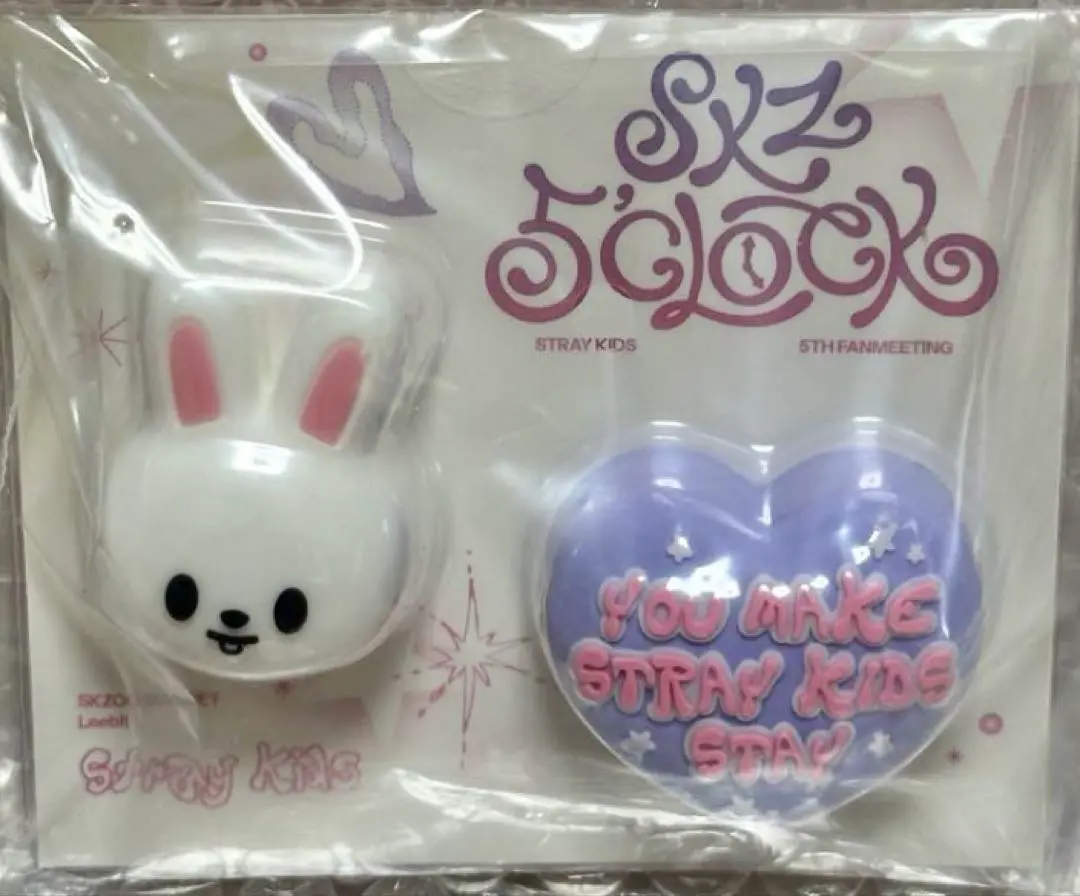 SKZ
5'CLOCK
STRAY KIDS
5TH FANMEETING
YOU MAKE
STRAY KIDS
STAY
Leebit
Stray Kids